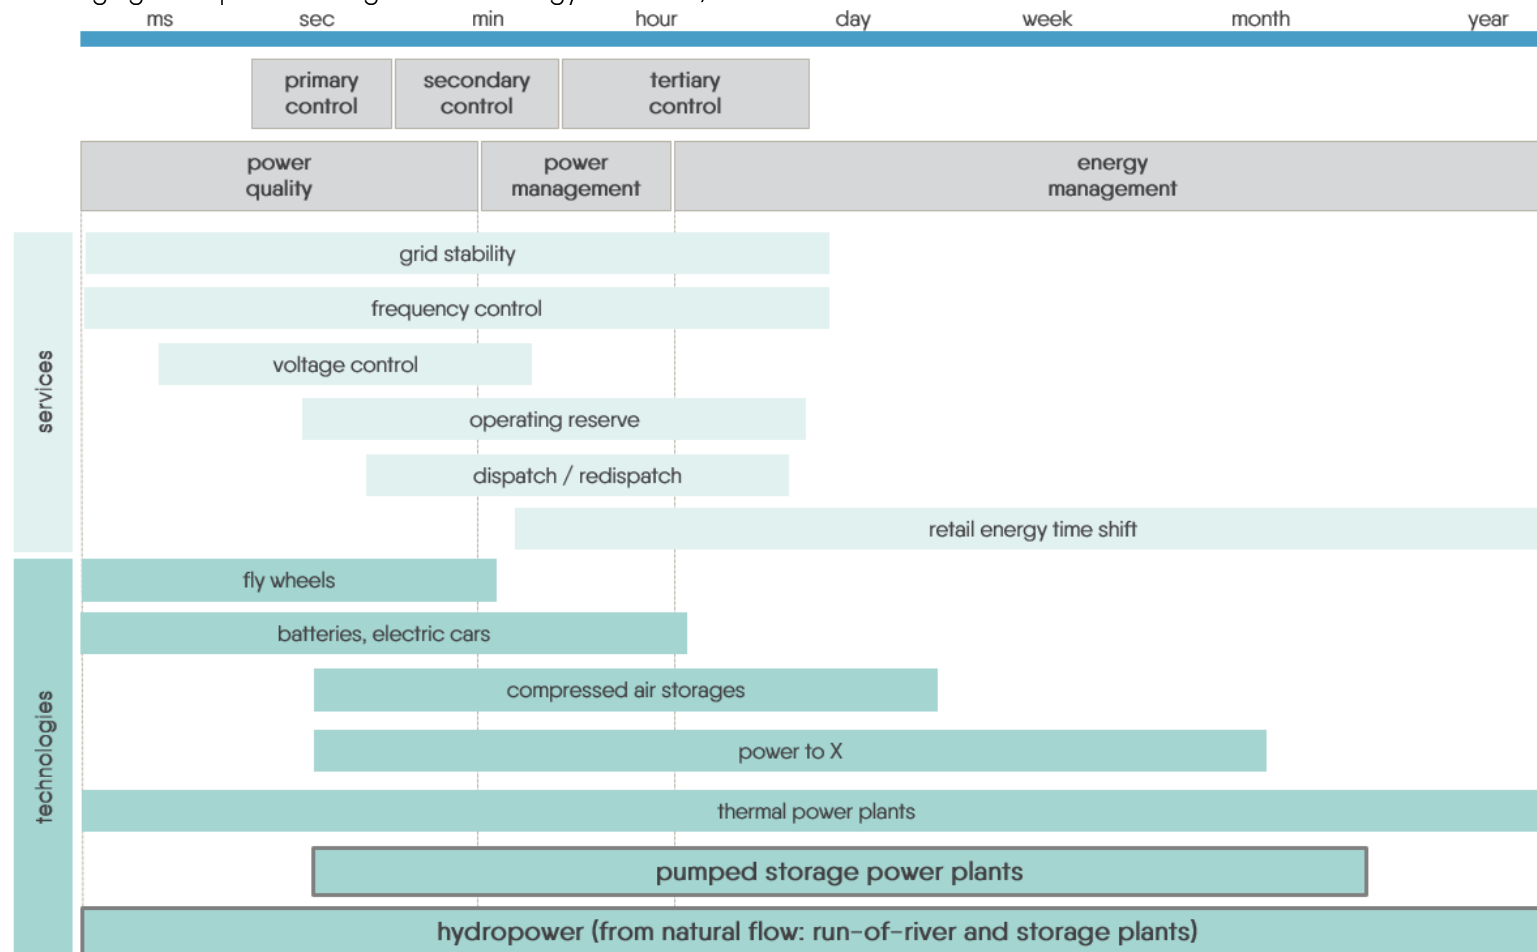 ms sec min hour day week month year
primary
control
secondary
control
tertiary
control
power
quality
power
management
energy
management
services
grid stability
frequency control
voltage control
operating reserve
dispatch / redispatch
retail energy time shift
technologies
fly wheels
batteries, electric cars
compressed air storages
power to X
thermal power plants
pumped storage power plants
hydropower (from natural flow: run-of-river and storage plants)